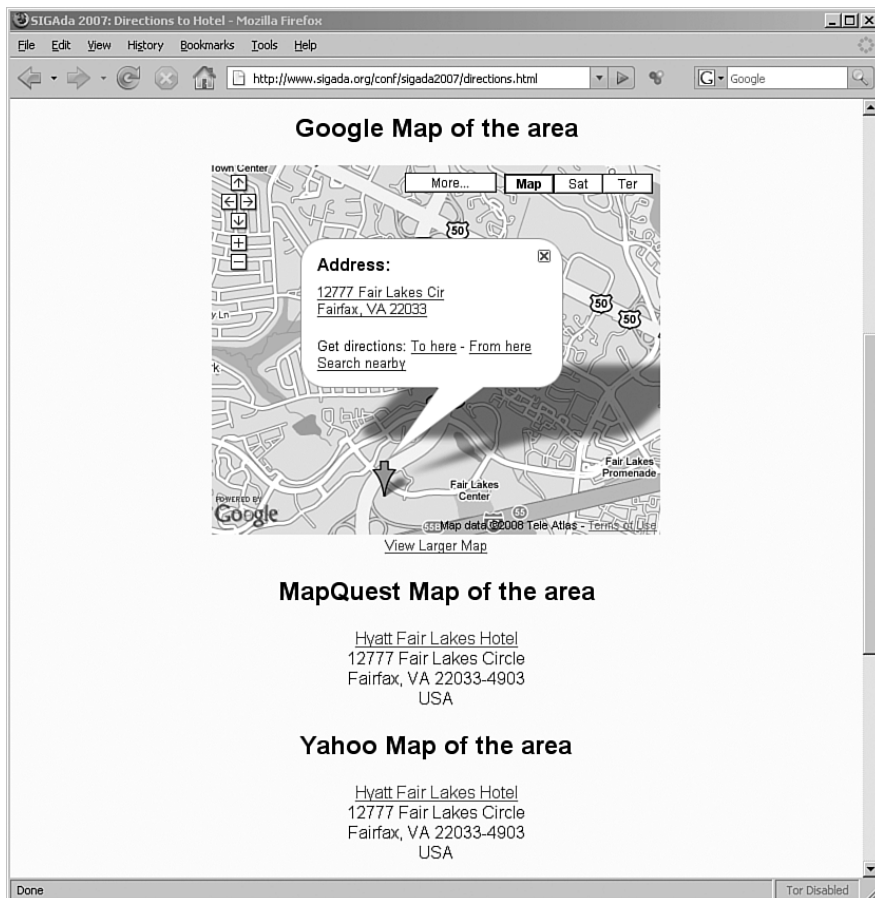 SIGAda 2007: Directions to Hotel - Mozilla Firefox
File Edit View History Bookmarks Tools Help
http://www.sigada.org/conf/sigada2007/directions.html
G Google
Google Map of the area
Town Center
More... Map Sat Ter
50
Address:
12777 Fair Lakes Cir
Fairfax, VA 22033
50
50
y Ln
Get directions: To here - From here
Search nearby
rk
Fair Lakes
Promenade
Fair Lakes
Center
POWERED BY
Google
55
55B Map data ©2008 Tele Atlas - Terms of Use
View Larger Map
MapQuest Map of the area
Hyatt Fair Lakes Hotel
12777 Fair Lakes Circle
Fairfax, VA 22033-4903
USA
Yahoo Map of the area
Hyatt Fair Lakes Hotel
12777 Fair Lakes Circle
Fairfax, VA 22033-4903
USA
Done Tor Disabled